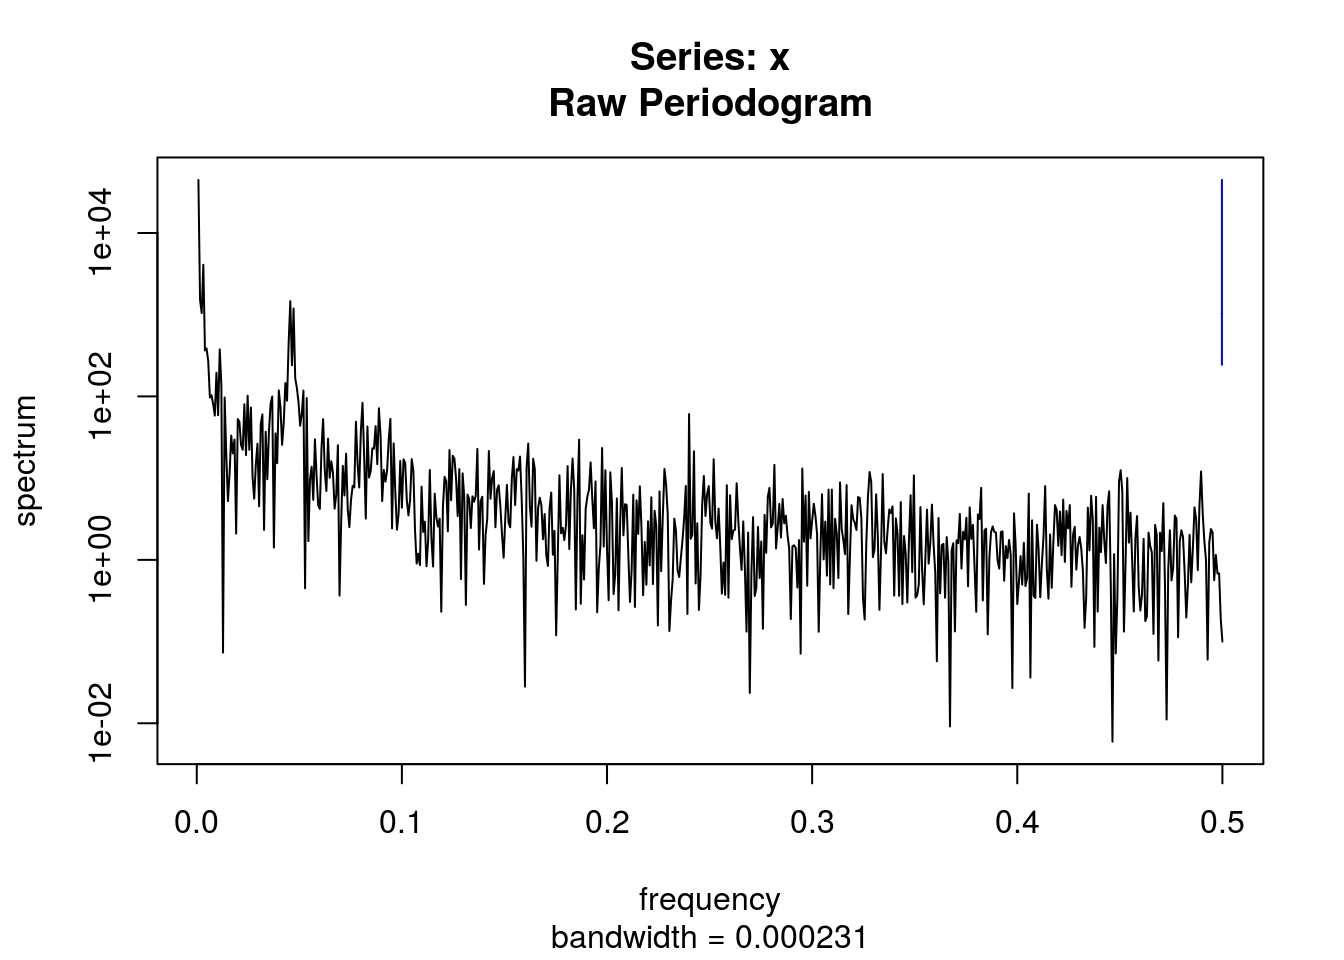 Series: x
Raw Periodogram
spectrum
1e+04
1e+02
1e+00
1e-02
0.0 0.1 0.2 0.3 0.4 0.5
frequency
bandwidth = 0.000231